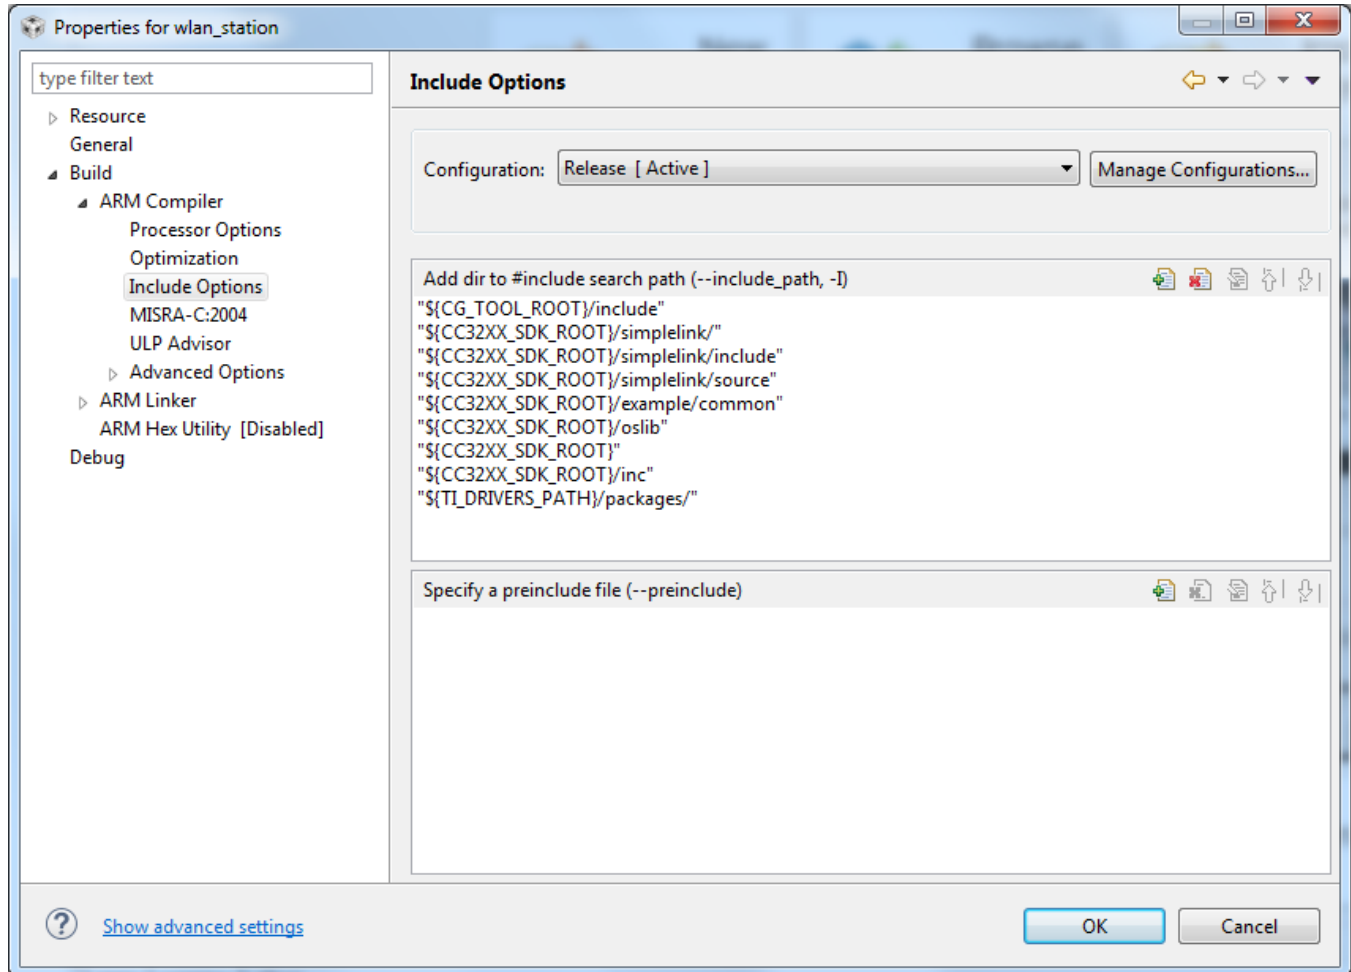 Properties for wlan_station
type filter text
Resource
General
Build
ARM Compiler
Processor Options
Optimization
Include Options
MISRA-C:2004
ULP Advisor
Advanced Options
ARM Linker
ARM Hex Utility [Disabled]
Debug
Include Options
Configuration:
Release [ Active ]
Manage Configurations...
Add dir to #include search path (--include_path, -I)
"${CG_TOOL_ROOT}/include"
"${CC32XX_SDK_ROOT}/simplelink/"
"${CC32XX_SDK_ROOT}/simplelink/include"
"${CC32XX_SDK_ROOT}/simplelink/source"
"${CC32XX_SDK_ROOT}/example/common"
"${CC32XX_SDK_ROOT}/oslib"
"${CC32XX_SDK_ROOT}"
"${CC32XX_SDK_ROOT}/inc"
"${TI_DRIVERS_PATH}/packages/"
Specify a preinclude file (--preinclude)
Show advanced settings
OK
Cancel